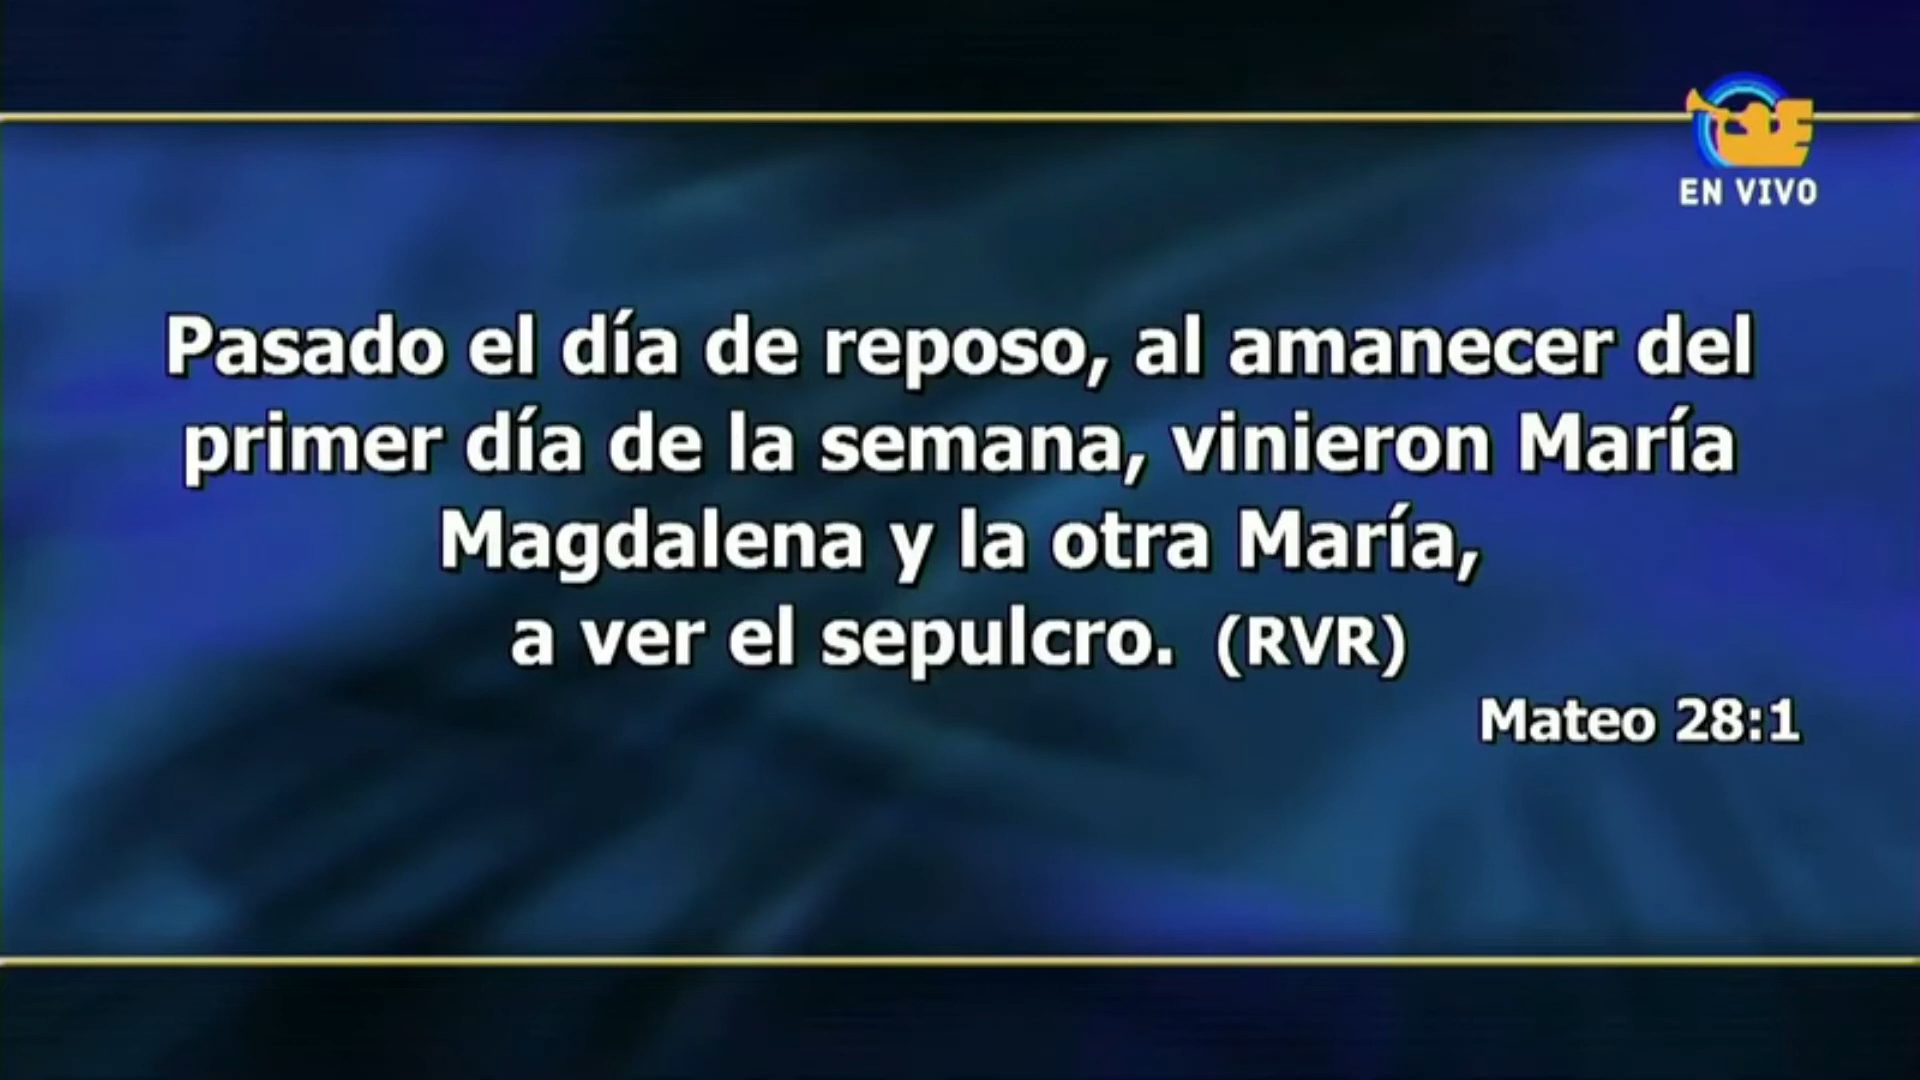 EN VIVO
Pasado el día de reposo, al amanecer del
primer día de la semana, vinieron María
Magdalena y la otra María,
a ver el sepulcro. (RVR)
Mateo 28:1